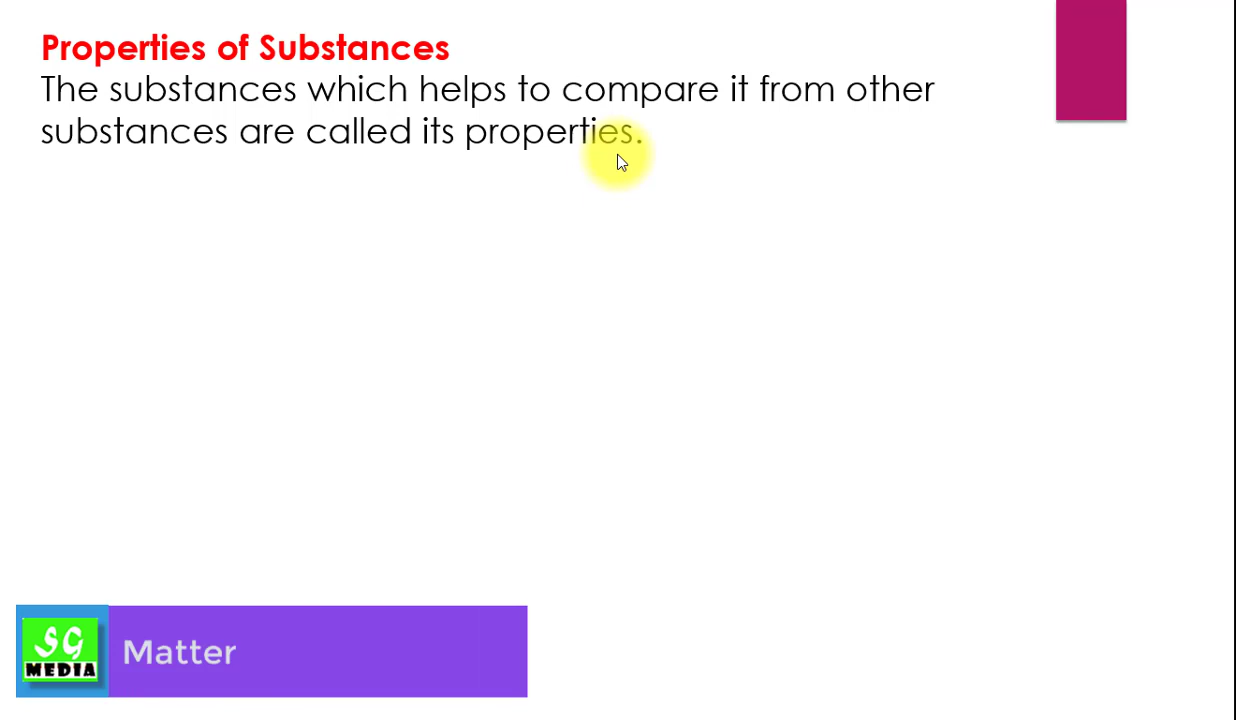 Properties of Substances
The substances which helps to compare it from other
substances are called its properties.
SG
MEDIA
Matter